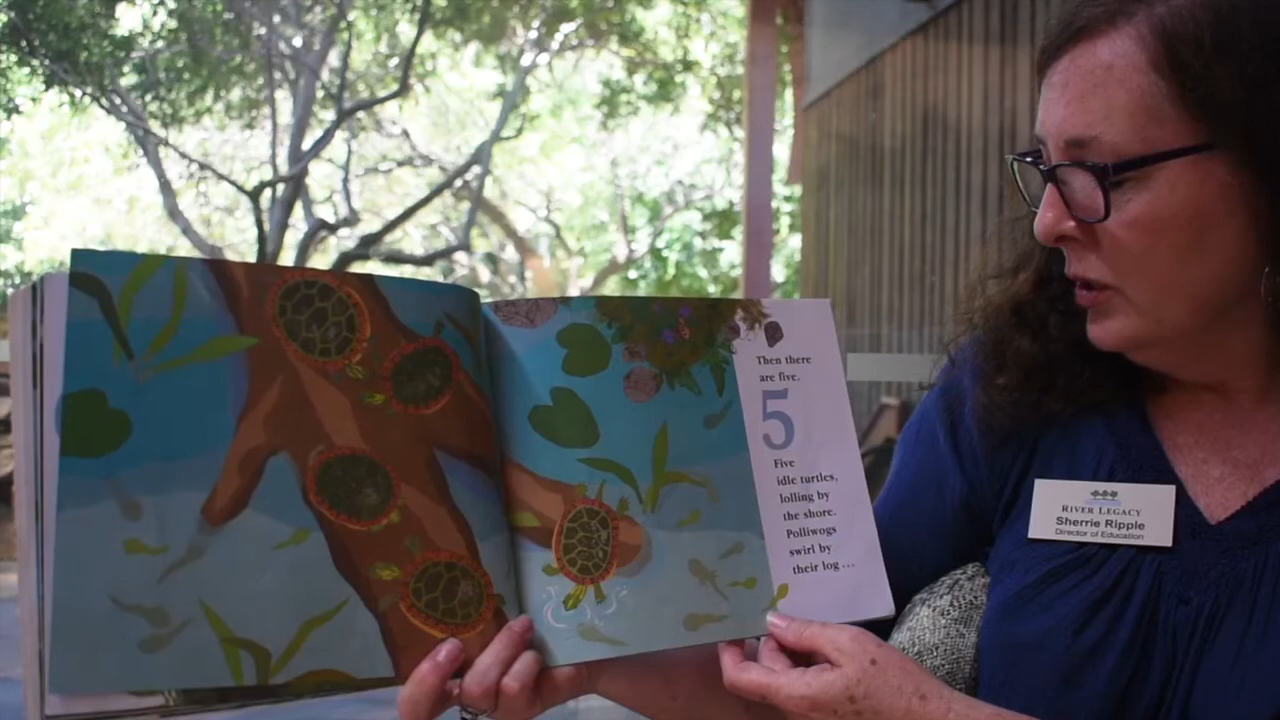 Then there
are five.
5
Five
idle turtles,
lolling by
the shore.
Polliwogs
swirl by
their log...
RIVER LEGACY
Sherrie Ripple
Director of Education